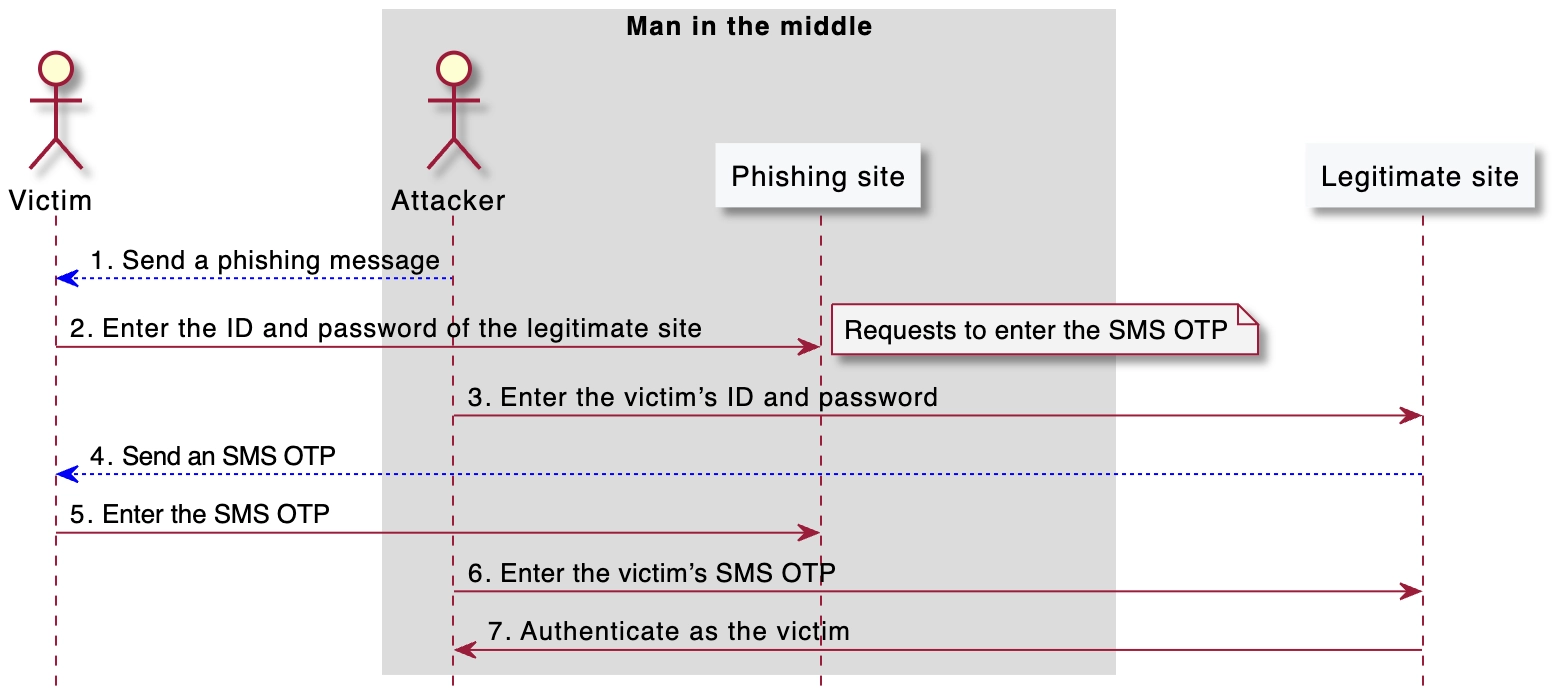 Man in the middle
Victim
Attacker
Phishing site
Legitimate site
1. Send a phishing message
2. Enter the ID and password of the legitimate site
Requests to enter the SMS OTP
3. Enter the victim’s ID and password
4. Send an SMS OTP
5. Enter the SMS OTP
6. Enter the victim’s SMS OTP
7. Authenticate as the victim